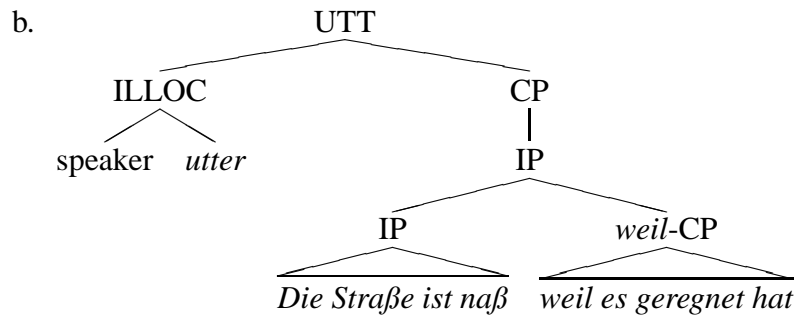 b. UTT
ILLOC CP
speaker utter IP
IP weil-CP
Die Straße ist naß weil es geregnet hat